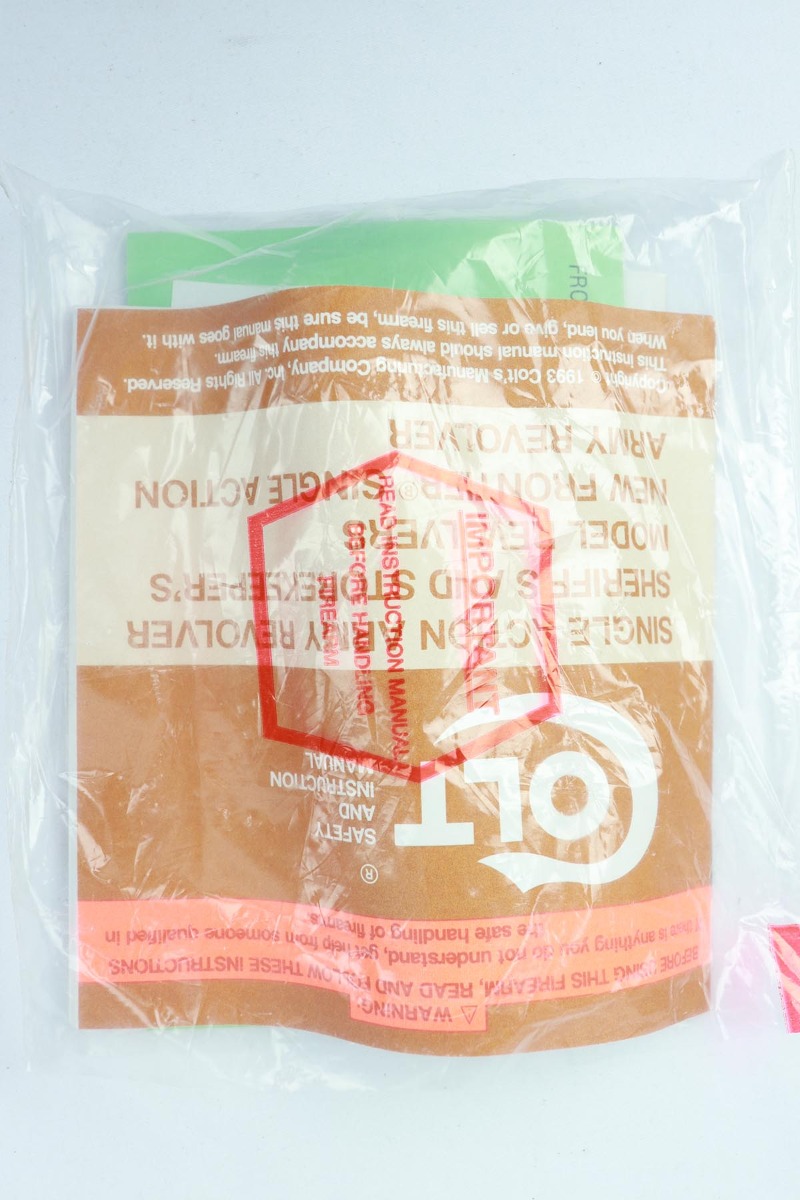 ⚠ WARNING:
BEFORE USING THIS FIREARM, READ AND FOLLOW THESE INSTRUCTIONS.
If there is anything you do not understand, get help from someone qualified in
the safe handling of firearms.
COLT®
SAFETY
AND
INSTRUCTION
MANUAL
SINGLE ACTION ARMY REVOLVER
SHERIFF'S AND STOREKEEPER'S
MODEL REVOLVERS
NEW FRONTIER® SINGLE ACTION
ARMY REVOLVER
Copyright © 1993 Colt's Manufacturing Company, Inc. All Rights Reserved.
This instruction manual should always accompany this firearm.
When you lend, give or sell this firearm, be sure this manual goes with it.
IMPORTANT
READ INSTRUCTION MANUAL
BEFORE HANDLING
FIREARM